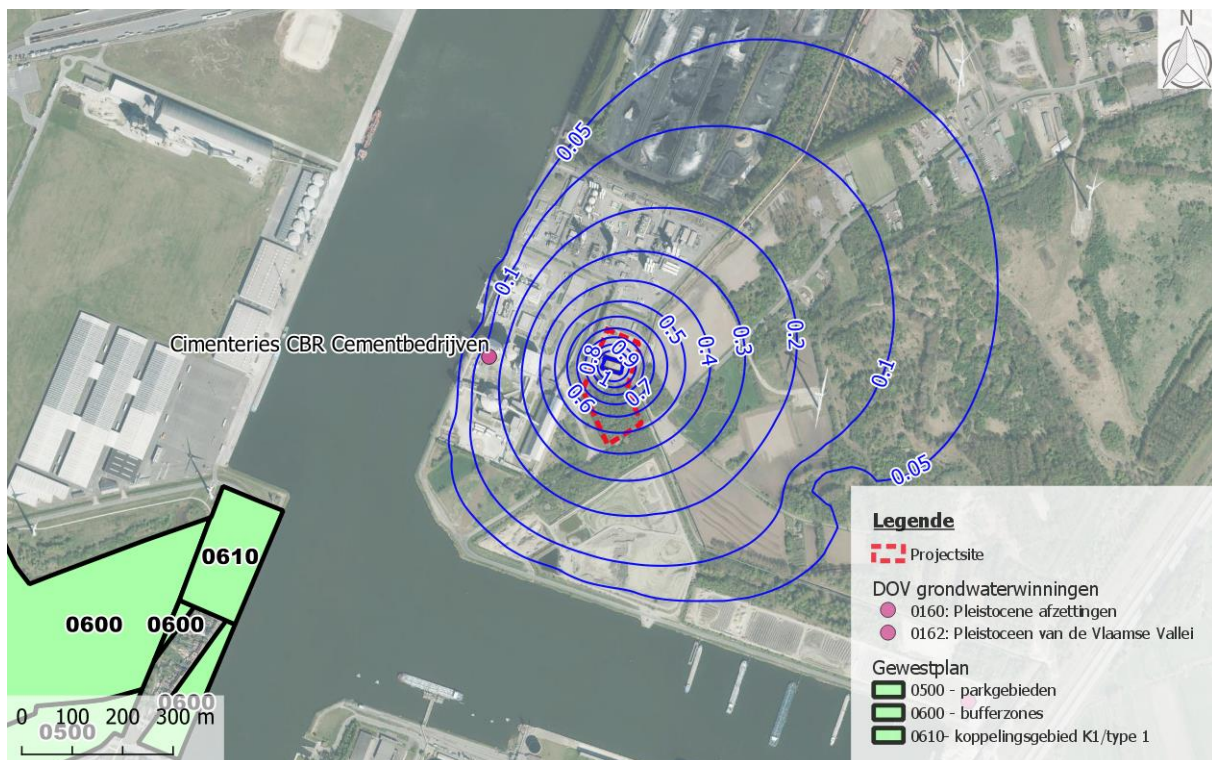 N
0.05
0.1
0.5
0.4
0.3
0.2
0.1
Cimenteries CBR Cementbedrijven
0.8
0.9
1
0.7
0.6
0.05
0610
0600
0600
0600
0500
0 100 200 300 m
Legende
Projectsite
DOV grondwaterwinningen
0160: Pleistocene afzettingen
0162: Pleistoceen van de Vlaamse Vallei
Gewestplan
0500 - parkgebieden
0600 - bufferzones
0610- koppelingsgebied K1/type 1